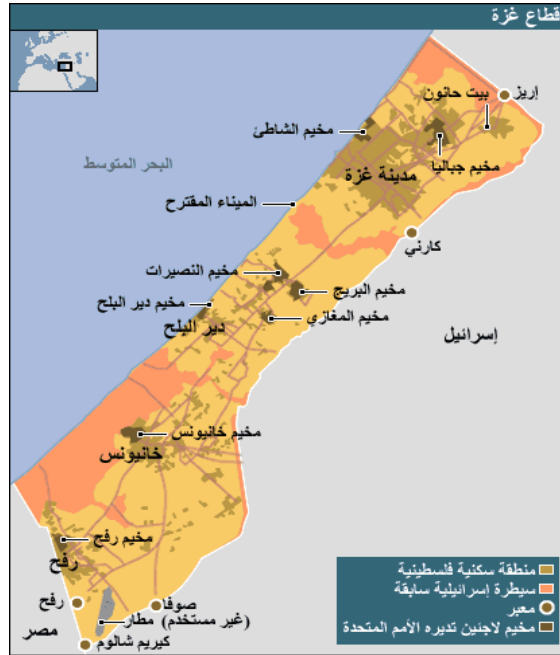 قطاع غزة
إريز
بيت حانون
مخيم الشاطئ
مخيم جباليا
البحر المتوسط
مدينة غزة
الميناء المقترح
كارني
مخيم النصيرات
مخيم البريج
مخيم دير البلح
مخيم المغازي
دير البلح
إسرائيل
مخيم خانيونس
خانيونس
مخيم رفح
رفح
رفح
صوفا
مطار (غير مستخدم)
مصر
كيريم شالوم
منطقة سكنية فلسطينية
سيطرة إسرائيلية سابقة
معبر
مخيم لاجئين تديره الأمم المتحدة